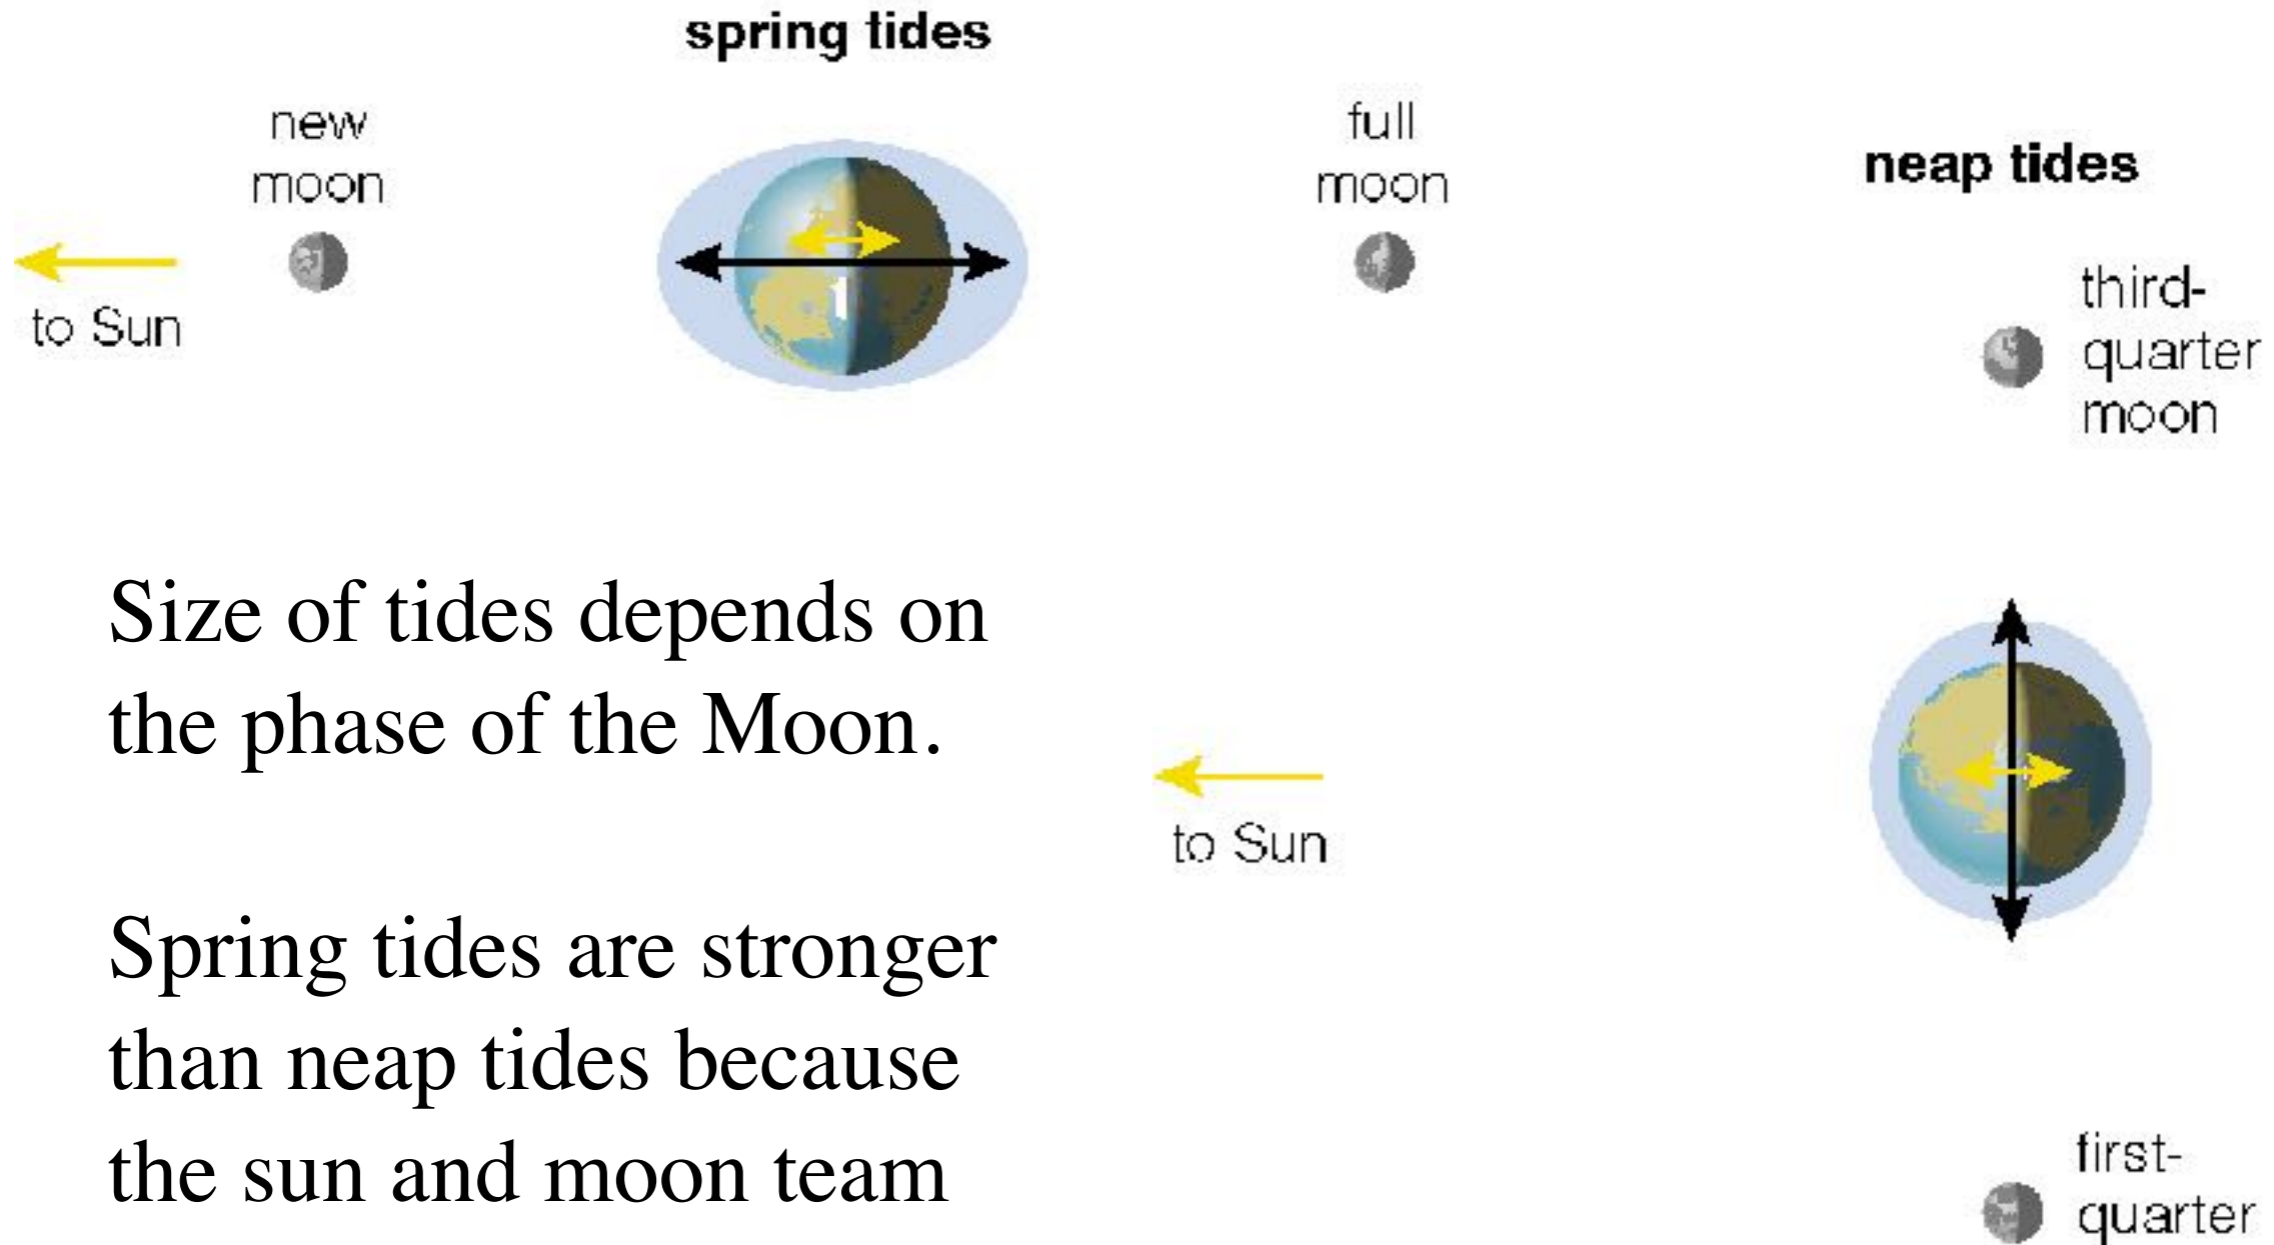 spring tides
new
moon
full
moon
to Sun
neap tides
third-
quarter
moon
Size of tides depends on
the phase of the Moon.
to Sun
Spring tides are stronger
than neap tides because
the sun and moon team
first-
quarter